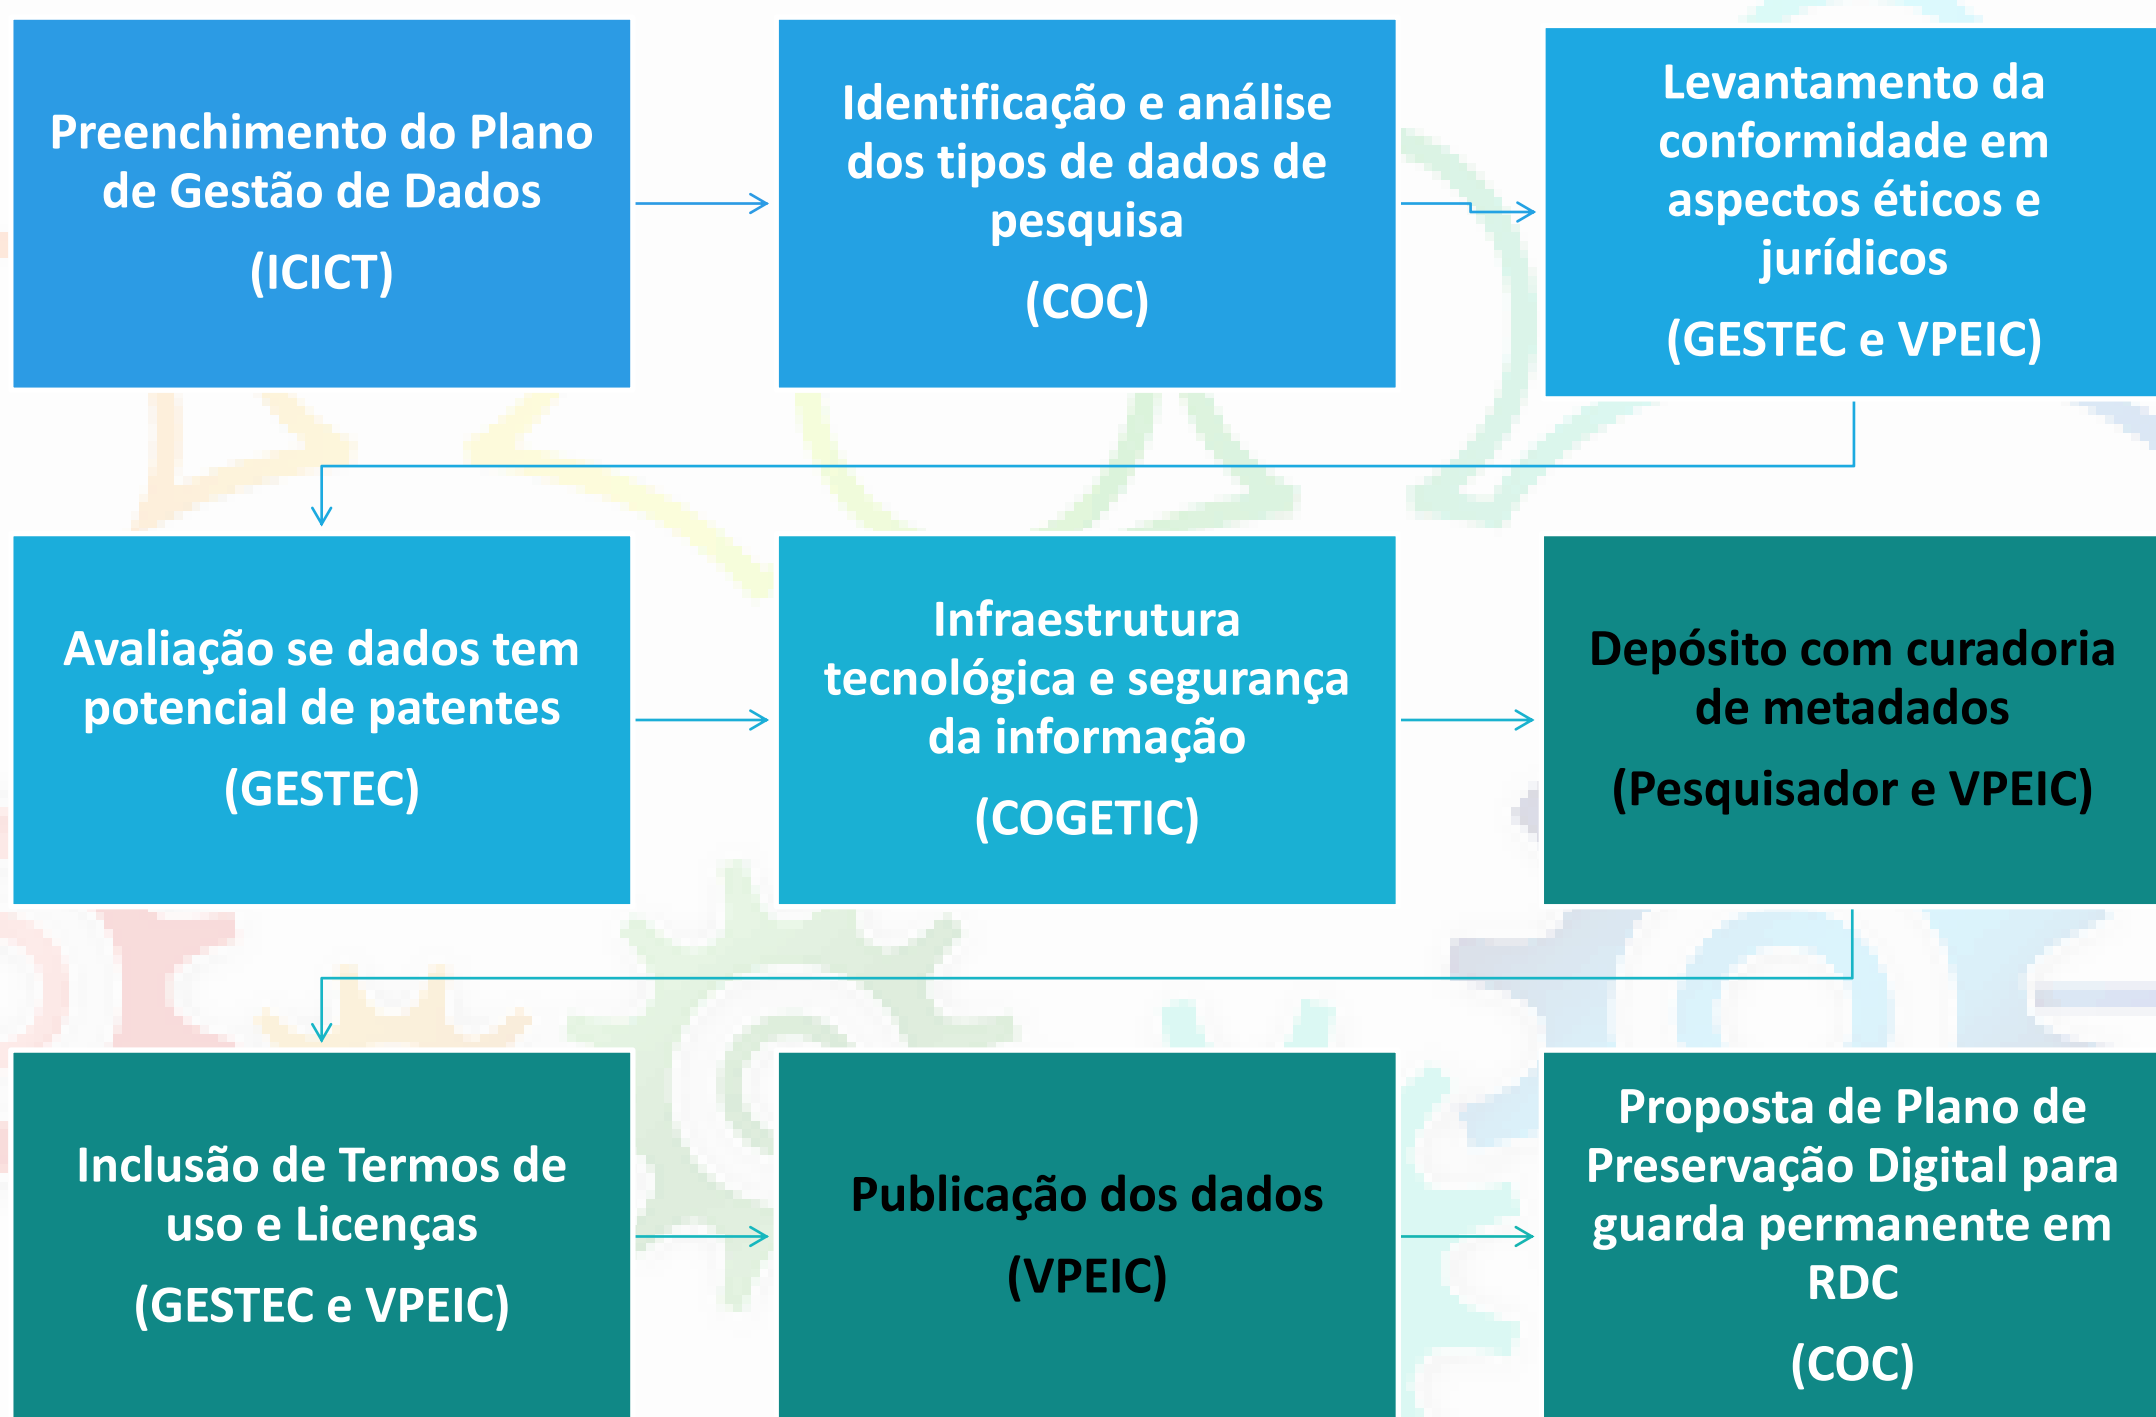 Preenchimento do Plano
de Gestão de Dados
(ICICT)
Identificação e análise
dos tipos de dados de
pesquisa
(COC)
Levantamento da
conformidade em
aspectos éticos e
jurídicos
(GESTEC e VPEIC)
Avaliação se dados tem
potencial de patentes
(GESTEC)
Infraestrutura
tecnológica e segurança
da informação
(COGETIC)
Depósito com curadoria
de metadados
(Pesquisador e VPEIC)
Inclusão de Termos de
uso e Licenças
(GESTEC e VPEIC)
Publicação dos dados
(VPEIC)
Proposta de Plano de
Preservação Digital para
guarda permanente em
RDC
(COC)